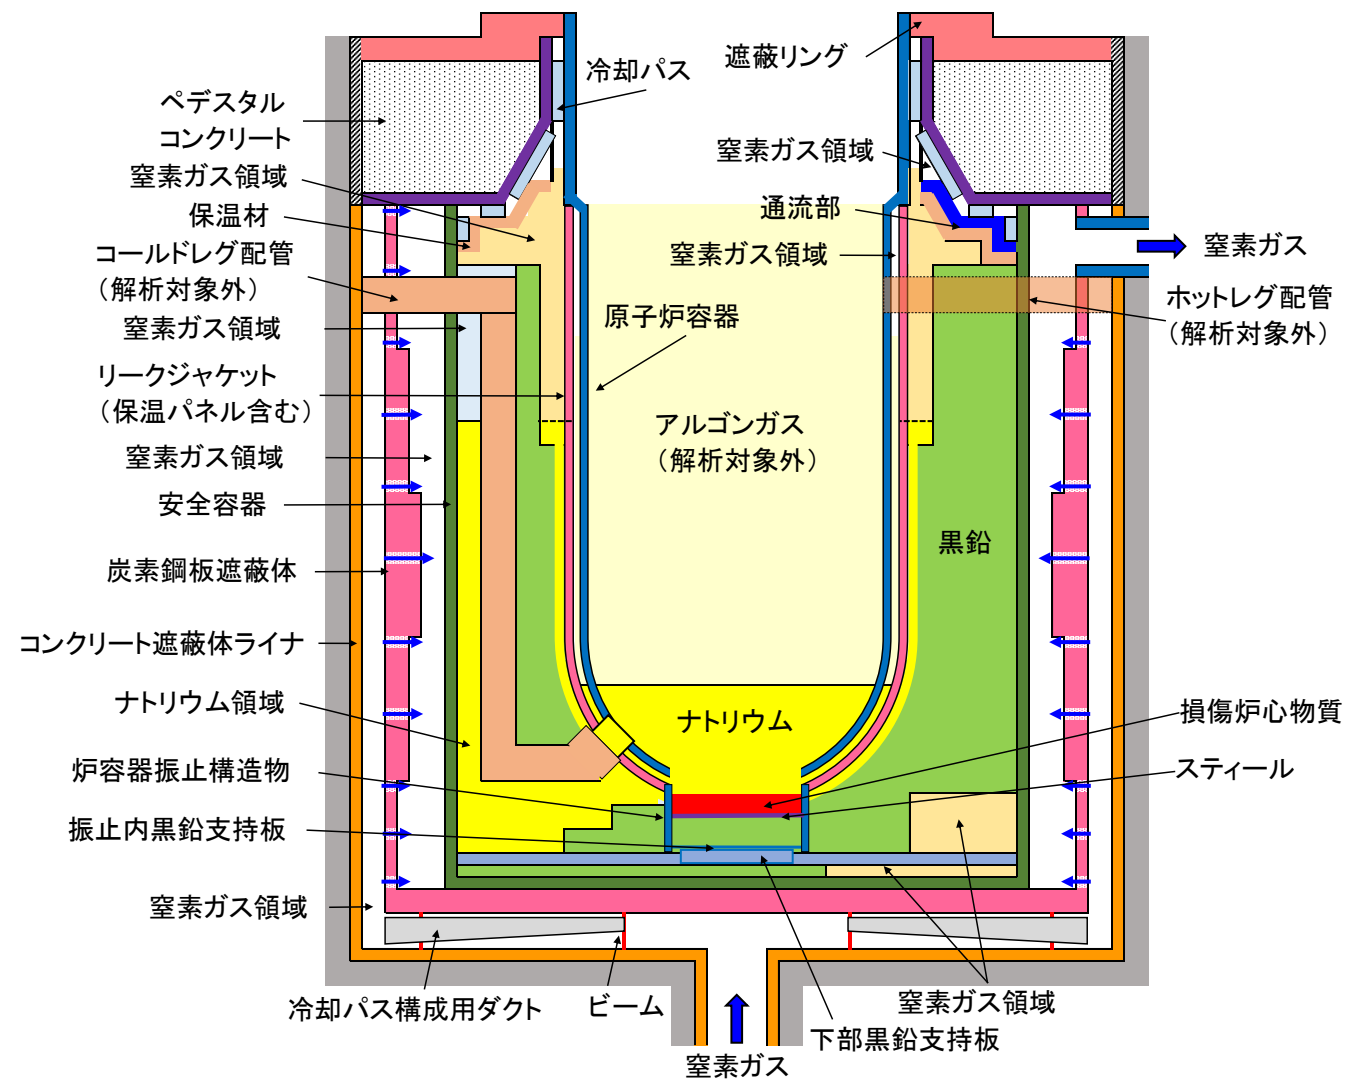 遮蔽リング
冷却パス
ペデスタル
コンクリート
窒素ガス領域
窒素ガス領域
保温材
通流部
コールドレグ配管
（解析対象外）
窒素ガス領域
窒素ガス
ホットレグ配管
（解析対象外）
窒素ガス領域
原子炉容器
リークジャケット
（保温パネル含む）
アルゴンガス
（解析対象外）
窒素ガス領域
安全容器
黒鉛
炭素鋼板遮蔽体
コンクリート遮蔽体ライナ
ナトリウム領域
ナトリウム
損傷炉心物質
炉容器振止構造物
スティール
振止内黒鉛支持板
窒素ガス領域
冷却パス構成用ダクト
ビーム
窒素ガス領域
下部黒鉛支持板
窒素ガス